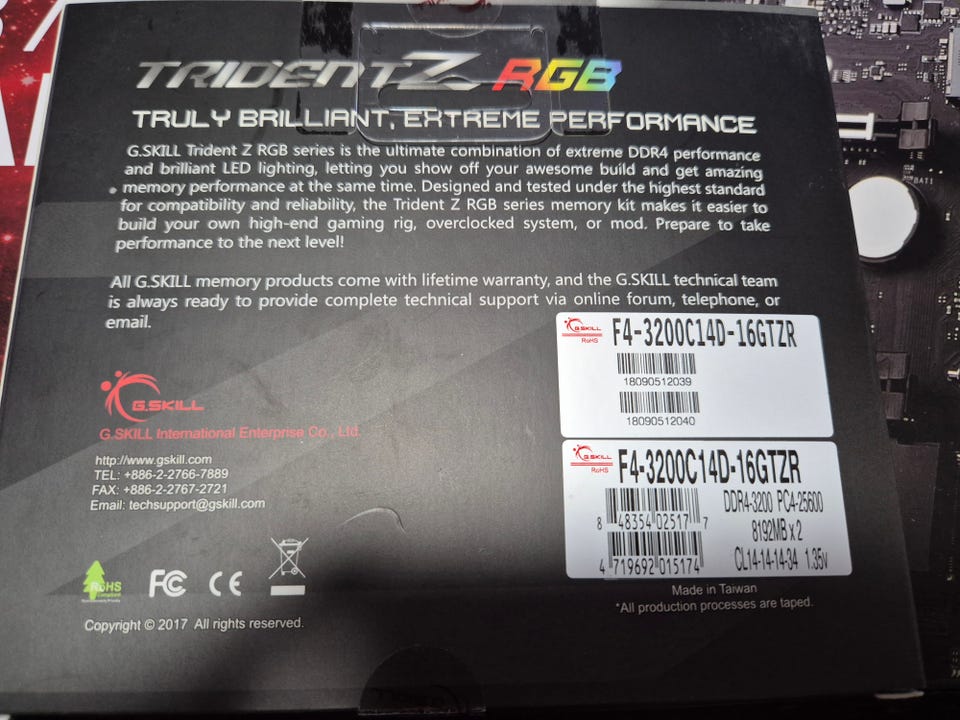 TRIDENT Z RGB
TRULY BRILLIANT, EXTREME PERFORMANCE
G.SKILL Trident Z RGB series is the ultimate combination of extreme DDR4 performance
and brilliant LED lighting, letting you show off your awesome build and get amazing
memory performance at the same time. Designed and tested under the highest standard
for compatibility and reliability, the Trident Z RGB series memory kit makes it easier to
build your own high-end gaming rig, overclocked system, or mod. Prepare to take
performance to the next level!
All G.SKILL memory products come with lifetime warranty, and the G.SKILL technical team
is always ready to provide complete technical support via online forum, telephone, or
email.
G.SKILL
RoHS
F4-3200C14D-16GTZR
18090512039
18090512040
G.SKILL
RoHS
F4-3200C14D-16GTZR
8 48354 02517 7
DDR4-3200 PC4-25600
8192MB x 2
4 719692 015174
CL14-14-14-34 1.35v
Made in Taiwan
*All production processes are taped.
G.SKILL
G.SKILL International Enterprise Co., Ltd.
http://www.gskill.com
TEL: +886-2-2766-7889
FAX: +886-2-2767-2721
Email: techsupport@gskill.com
RoHS
FC CE
Copyright © 2017 All rights reserved.
BAT1